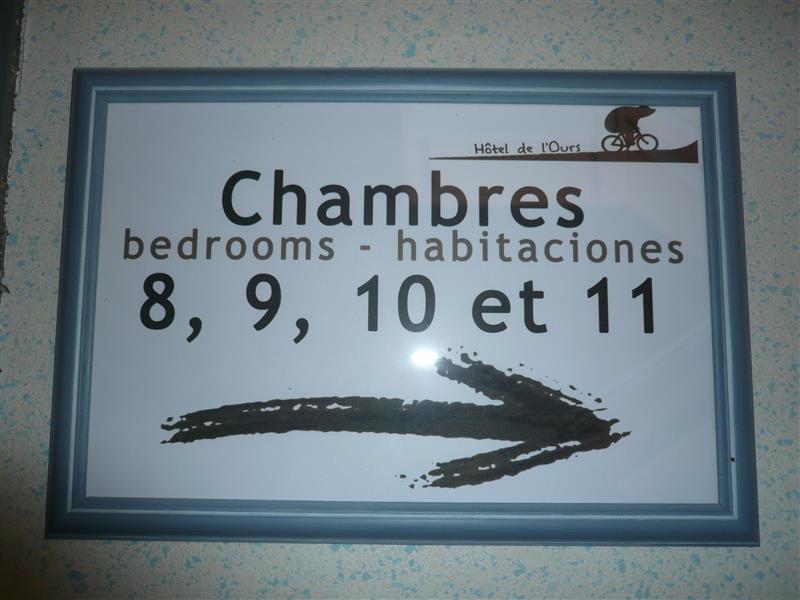 Hôtel de l'Ours
Chambres
bedrooms - habitaciones
8, 9, 10 et 11